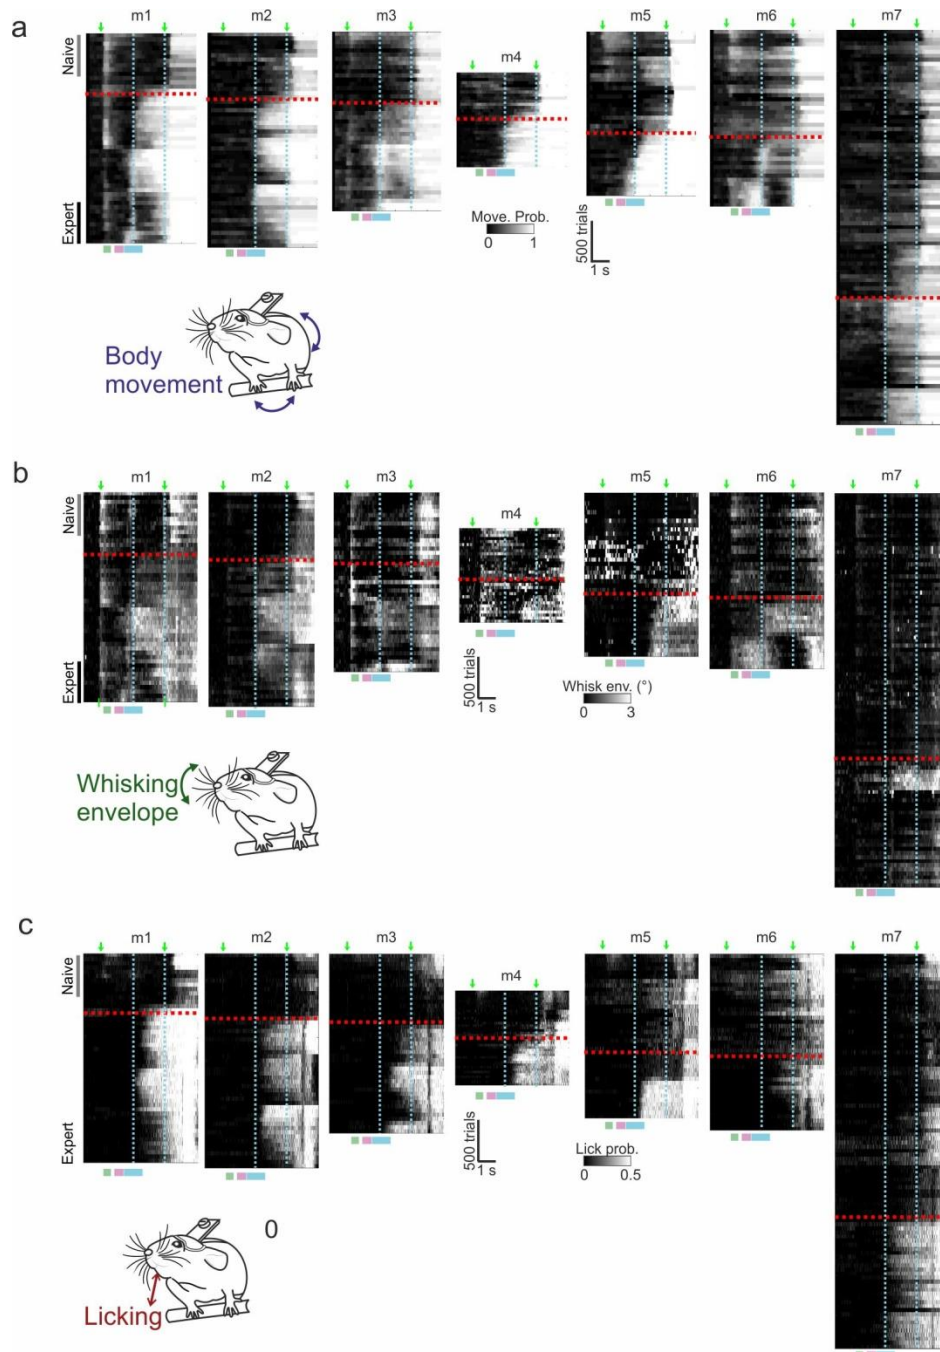 a
m1 m2 m3 m4 m5 m6 m7
Naive
Expert
Move. Prob.
0 1
500 trials
1 s
Body
movement
b
m1 m2 m3 m4 m5 m6 m7
Naive
Expert
500 trials
1 s
Whisk env. (°)
0 3
Whisking
envelope
c
m1 m2 m3 m4 m5 m6 m7
Naive
Expert
500 trials
1 s
Lick prob.
0 0.5
0
Licking